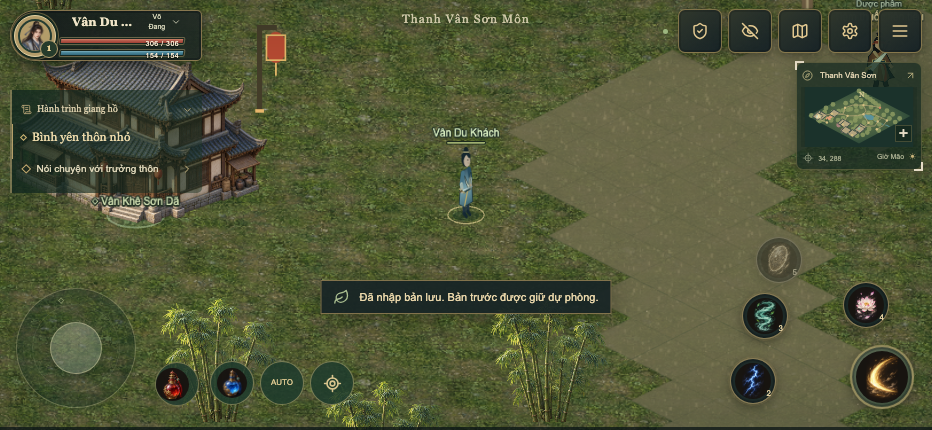 Vân Du ...
Võ
Đang
306 / 306
154 / 154
1
Thanh Vân Sơn Môn
Dược phẩm
Hành trình giang hồ
Bình yên thôn nhỏ
Nói chuyện với trưởng thôn
Vân Khê Sơn Dã
Vân Du Khách
Thanh Vân Sơn
34, 288
Giờ Mão
Đã nhập bản lưu. Bản trước được giữ dự phòng.
AUTO
5
4
3
2